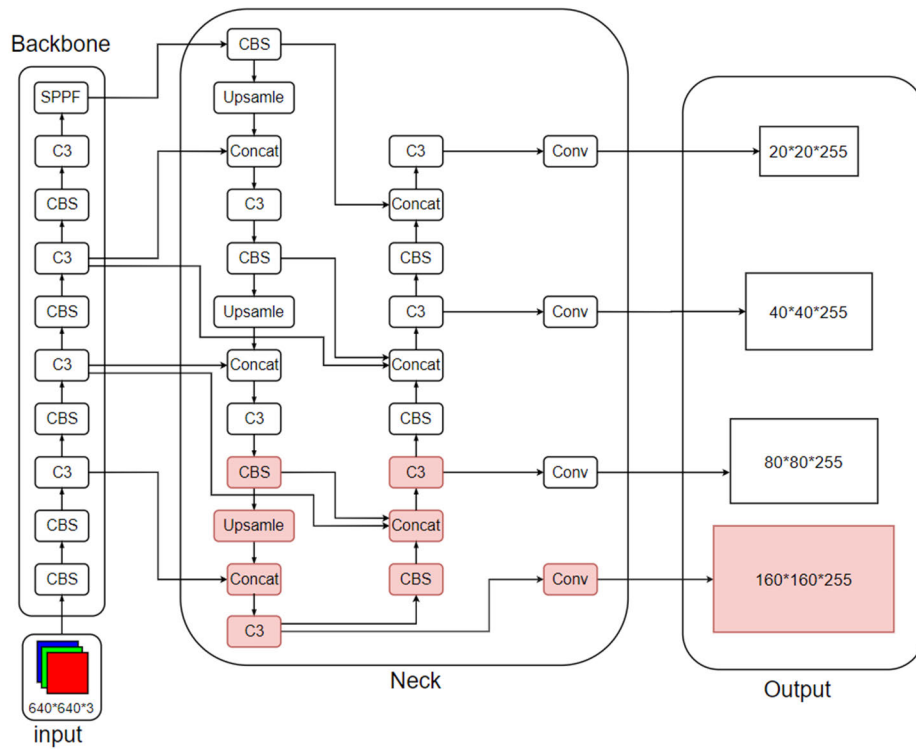 Backbone
SPPF
C3
CBS
C3
CBS
C3
CBS
C3
CBS
CBS
640*640*3
input
CBS
Upsamle
Concat
C3
CBS
Upsamle
Concat
C3
CBS
Upsamle
Concat
C3
C3
Concat
CBS
C3
Concat
CBS
C3
Concat
CBS
Conv
Conv
Conv
Conv
Neck
20*20*255
40*40*255
80*80*255
160*160*255
Output